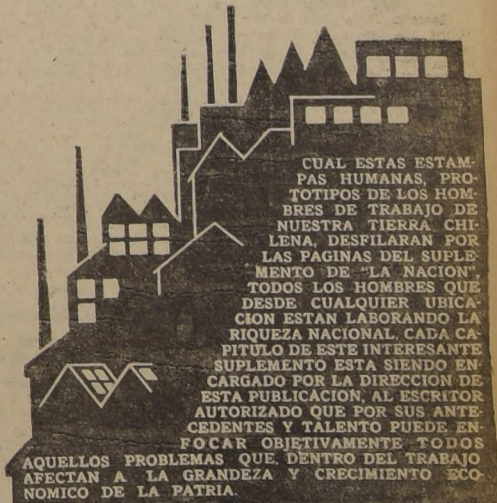 CUAL ESTAS ESTAM-
PAS HUMANAS, PRO-
TOTIPOS DE LOS HOM-
BRES DE TRABAJO DE
NUESTRA TIERRA CHI-
LENA, DESFILARAN POR
LAS PAGINAS DEL SUPLE-
MENTO DE "LA NACION",
TODOS LOS HOMBRES QUE
DESDE CUALQUIER UBICA-
CION ESTAN LABORANDO LA
RIQUEZA NACIONAL. CADA CA-
PITULO DE ESTE INTERESANTE
SUPLEMENTO ESTA SIENDO EN-
CARGADO POR LA DIRECCION DE
ESTA PUBLICACION, AL ESCRITOR
AUTORIZADO QUE POR SUS ANTE-
CEDENTES Y TALENTO PUEDE EN-
FOCAR OBJETIVAMENTE TODOS
AQUELLOS PROBLEMAS QUE, DENTRO DEL TRABAJO
AFECTAN A LA GRANDEZA Y CRECIMIENTO ECO-
NOMICO DE LA PATRIA.